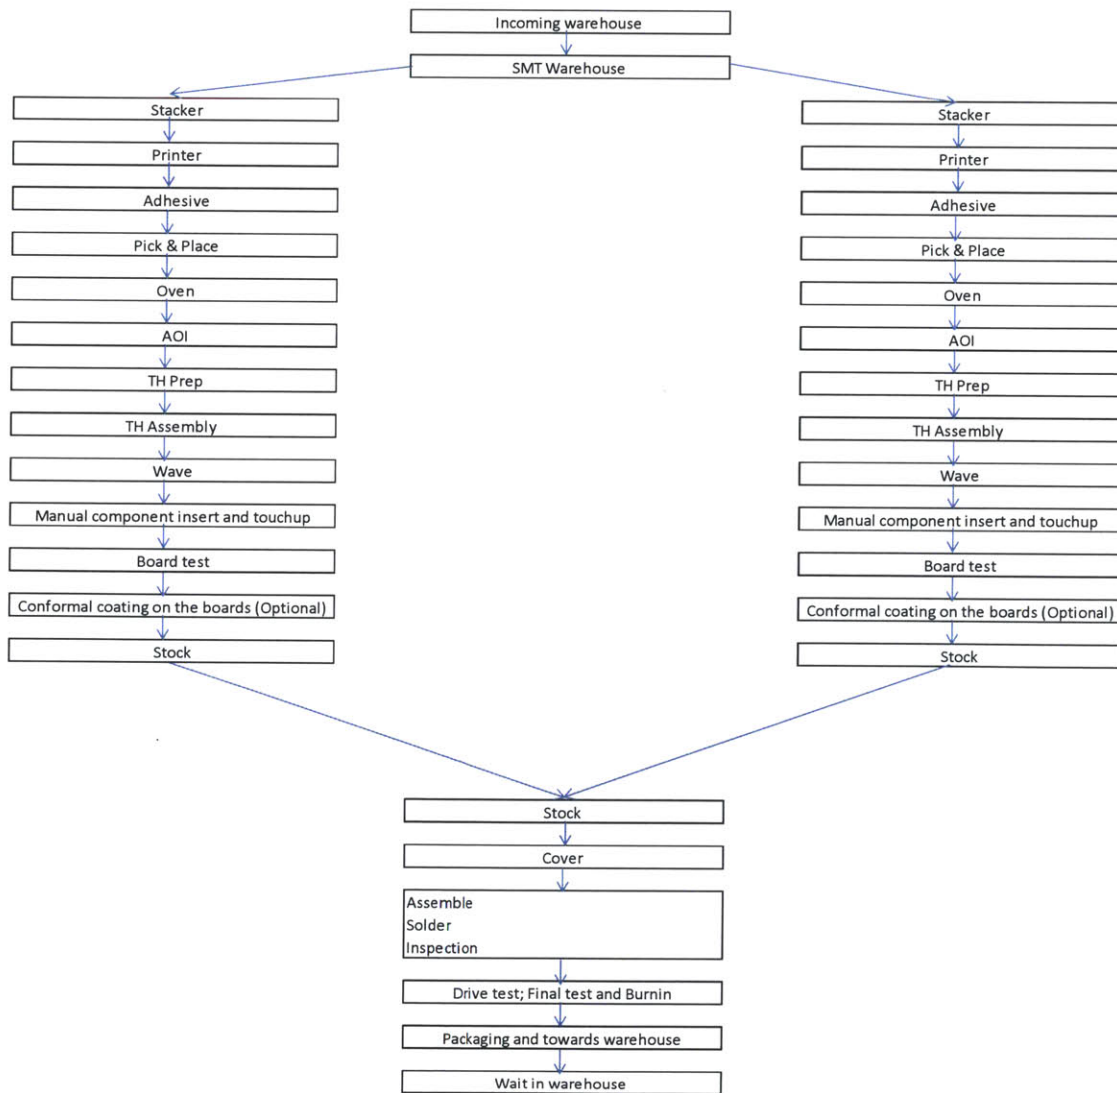 Incoming warehouse
SMT Warehouse
Stacker
Printer
Adhesive
Pick & Place
Oven
AOI
TH Prep
TH Assembly
Wave
Manual component insert and touchup
Board test
Conformal coating on the boards (Optional)
Stock
Stacker
Printer
Adhesive
Pick & Place
Oven
AOI
TH Prep
TH Assembly
Wave
Manual component insert and touchup
Board test
Conformal coating on the boards (Optional)
Stock
Stock
Cover
Assemble
Solder
Inspection
Drive test; Final test and Burnin
Packaging and towards warehouse
Wait in warehouse